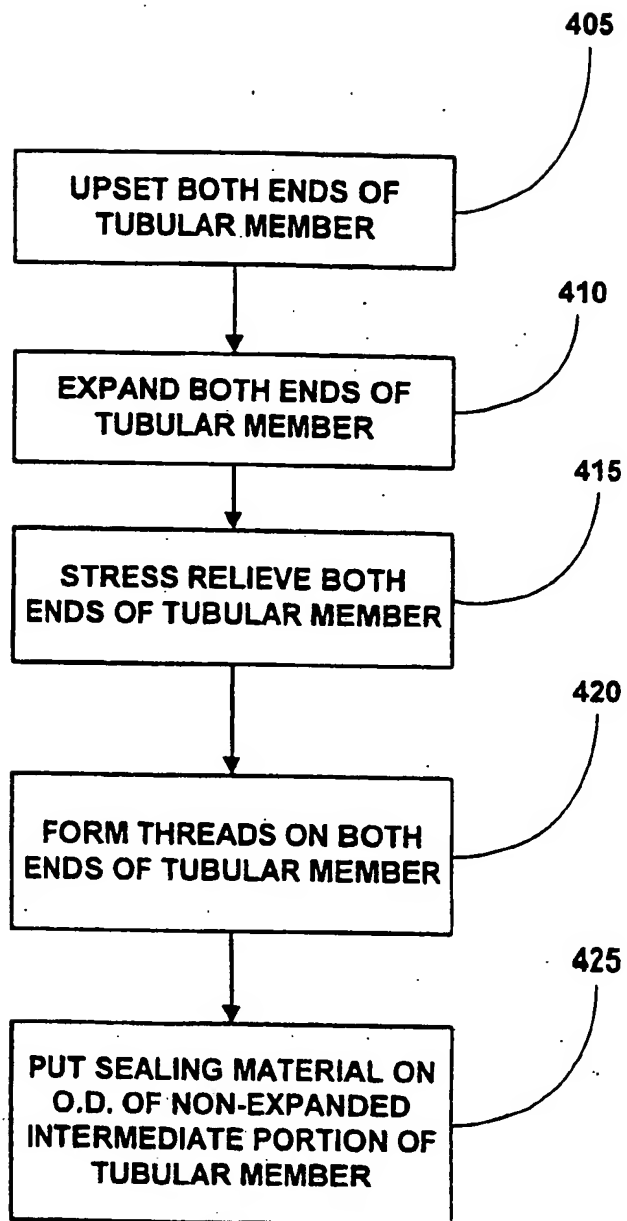 405
UPSET BOTH ENDS OF
TUBULAR MEMBER
410
EXPAND BOTH ENDS OF
TUBULAR MEMBER
415
STRESS RELIEVE BOTH
ENDS OF TUBULAR MEMBER
420
FORM THREADS ON BOTH
ENDS OF TUBULAR MEMBER
425
PUT SEALING MATERIAL ON
O.D. OF NON-EXPANDED
INTERMEDIATE PORTION OF
TUBULAR MEMBER